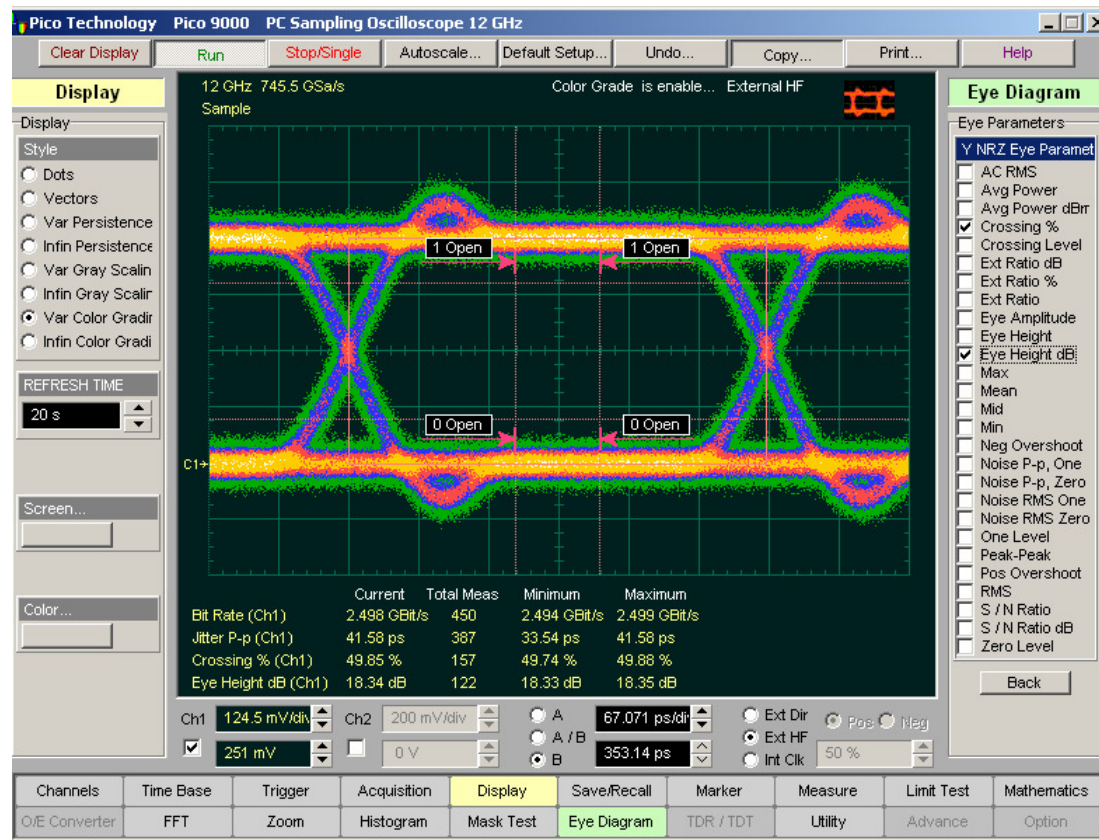 Pico Technology Pico 9000 PC Sampling Oscilloscope 12 GHz
Clear Display Run Stop/Single Autoscale... Default Setup... Undo... Copy... Print... Help
Display
Display
Style
Dots
Vectors
Var Persistence
Infin Persistence
Var Gray Scalin
Infin Gray Scalin
Var Color Gradin
Infin Color Gradi
REFRESH TIME
20 s
Screen...
Color...
12 GHz 745.5 GSa/s Color Grade is enable... External HF
Sample
1 Open 1 Open
0 Open 0 Open
C1
Current Total Meas Minimum Maximum
Bit Rate (Ch1) 2.498 GBit/s 450 2.494 GBit/s 2.499 GBit/s
Jitter P-p (Ch1) 41.58 ps 387 33.54 ps 41.58 ps
Crossing % (Ch1) 49.85 % 157 49.74 % 49.88 %
Eye Height dB (Ch1) 18.34 dB 122 18.33 dB 18.35 dB
Eye Diagram
Eye Parameters
Y NRZ Eye Paramet
AC RMS
Avg Power
Avg Power dBm
Crossing %
Crossing Level
Ext Ratio dB
Ext Ratio %
Ext Ratio
Eye Amplitude
Eye Height
Eye Height dB
Max
Mean
Mid
Min
Neg Overshoot
Noise P-p, One
Noise P-p, Zero
Noise RMS One
Noise RMS Zero
One Level
Peak-Peak
Pos Overshoot
RMS
S / N Ratio
S / N Ratio dB
Zero Level
Back
Ch1 124.5 mV/div Ch2 200 mV/div A 67.071 ps/div Ext Dir Pos Neg
A / B Ext HF
251 mV 0 V B 353.14 ps Int Clk 50 %
Channels Time Base Trigger Acquisition Display Save/Recall Marker Measure Limit Test Mathematics
O/E Converter FFT Zoom Histogram Mask Test Eye Diagram TDR / TDT Utility Advance Option